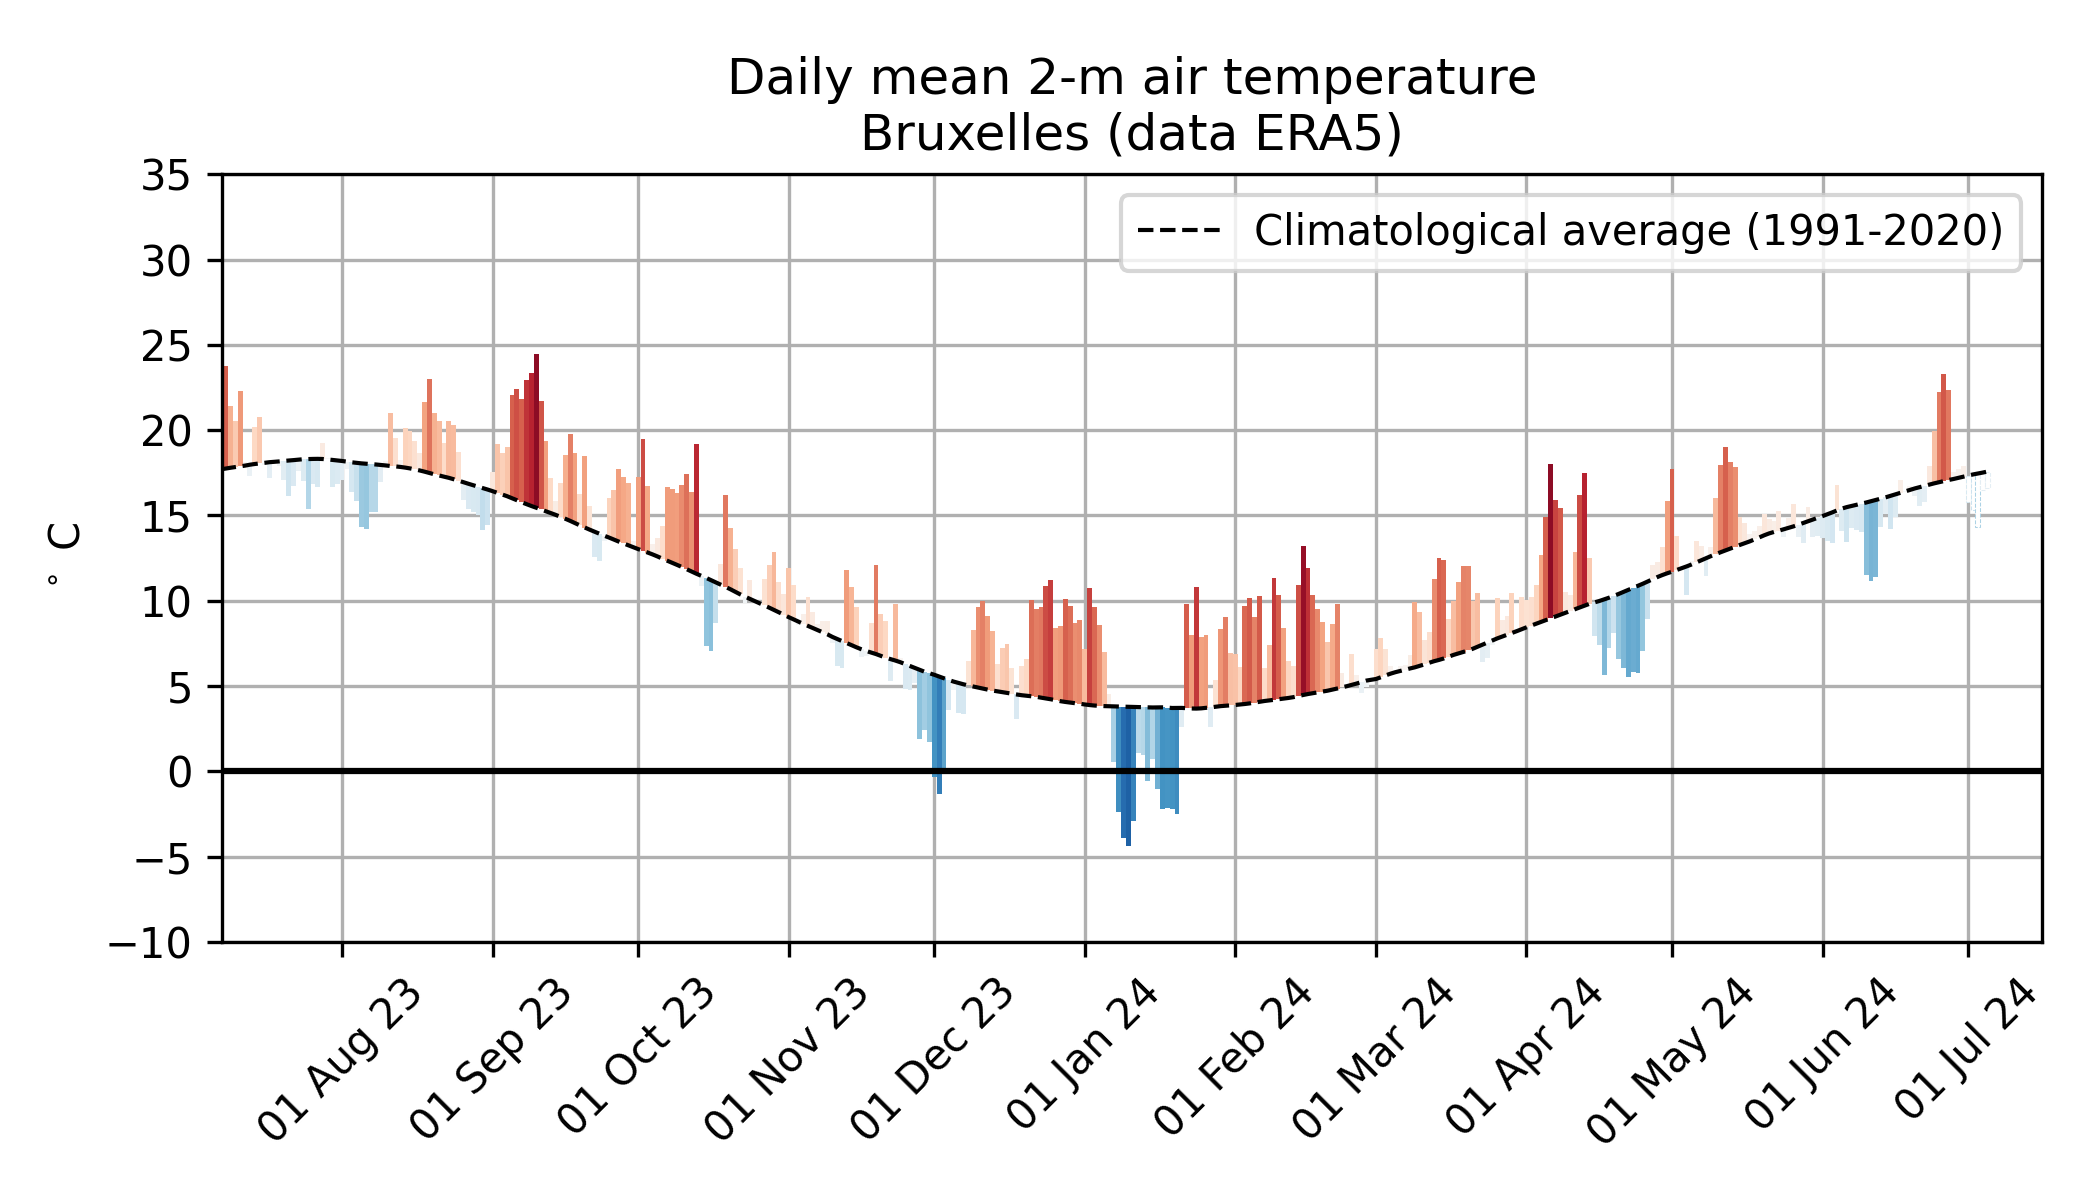 Daily mean 2-m air temperature
Bruxelles (data ERA5)
Climatological average (1991-2020)
35
30
25
20
15
10
5
0
−5
−10
° C
01 Aug 23
01 Sep 23
01 Oct 23
01 Nov 23
01 Dec 23
01 Jan 24
01 Feb 24
01 Mar 24
01 Apr 24
01 May 24
01 Jun 24
01 Jul 24